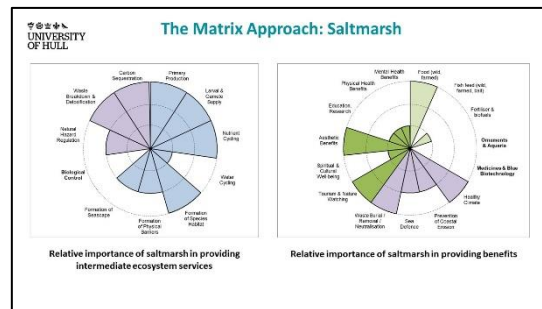 UNIVERSITY
OF HULL
The Matrix Approach: Saltmarsh
Carbon
Sequestration
Primary
Production
Waste
Breakdown &
Detoxification
Larval &
Gamete
Supply
Natural
Hazard
Regulation
Nutrient
Cycling
Biological
Control
Water
Cycling
Formation of
Seascape
Formation of
Physical
Barriers
Formation of
Species
Habitat
Relative importance of saltmarsh in providing
intermediate ecosystem services
Mental Health
Benefits
Food (wild,
farmed)
Physical Health
Benefits
Fish feed (wild,
farmed, bait)
Education,
Research
Fertiliser &
biofuels
Aesthetic
Benefits
Ornaments
& Aquaria
Spiritual &
Cultural
Well-being
Medicines & Blue
Biotechnology
Tourism & Nature
Watching
Healthy
Climate
Waste Burial /
Removal /
Neutralisation
Sea
Defence
Prevention
of Coastal
Erosion
Relative importance of saltmarsh in providing benefits